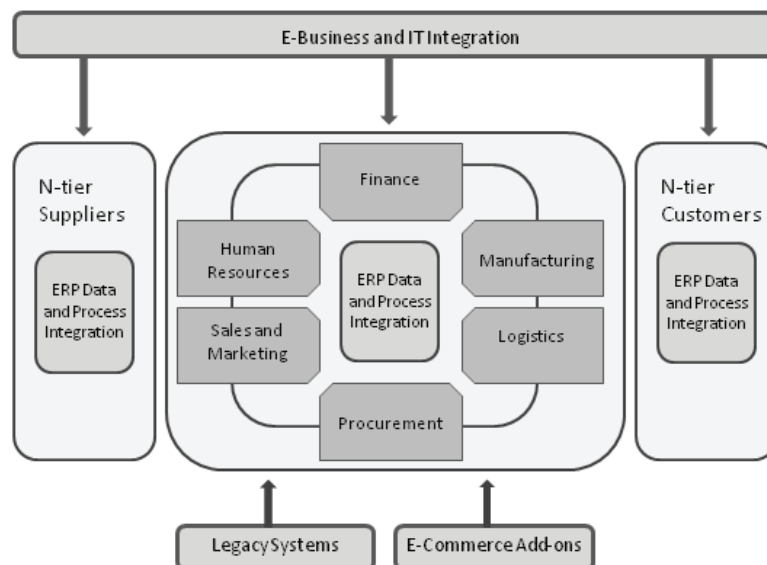 E-Business and IT Integration
N-tier
Suppliers
ERP Data
and Process
Integration
Finance
Human
Resources
Manufacturing
ERP Data
and Process
Integration
Sales and
Marketing
Logistics
Procurement
N-tier
Customers
ERP Data
and Process
Integration
Legacy Systems
E-Commerce Add-ons